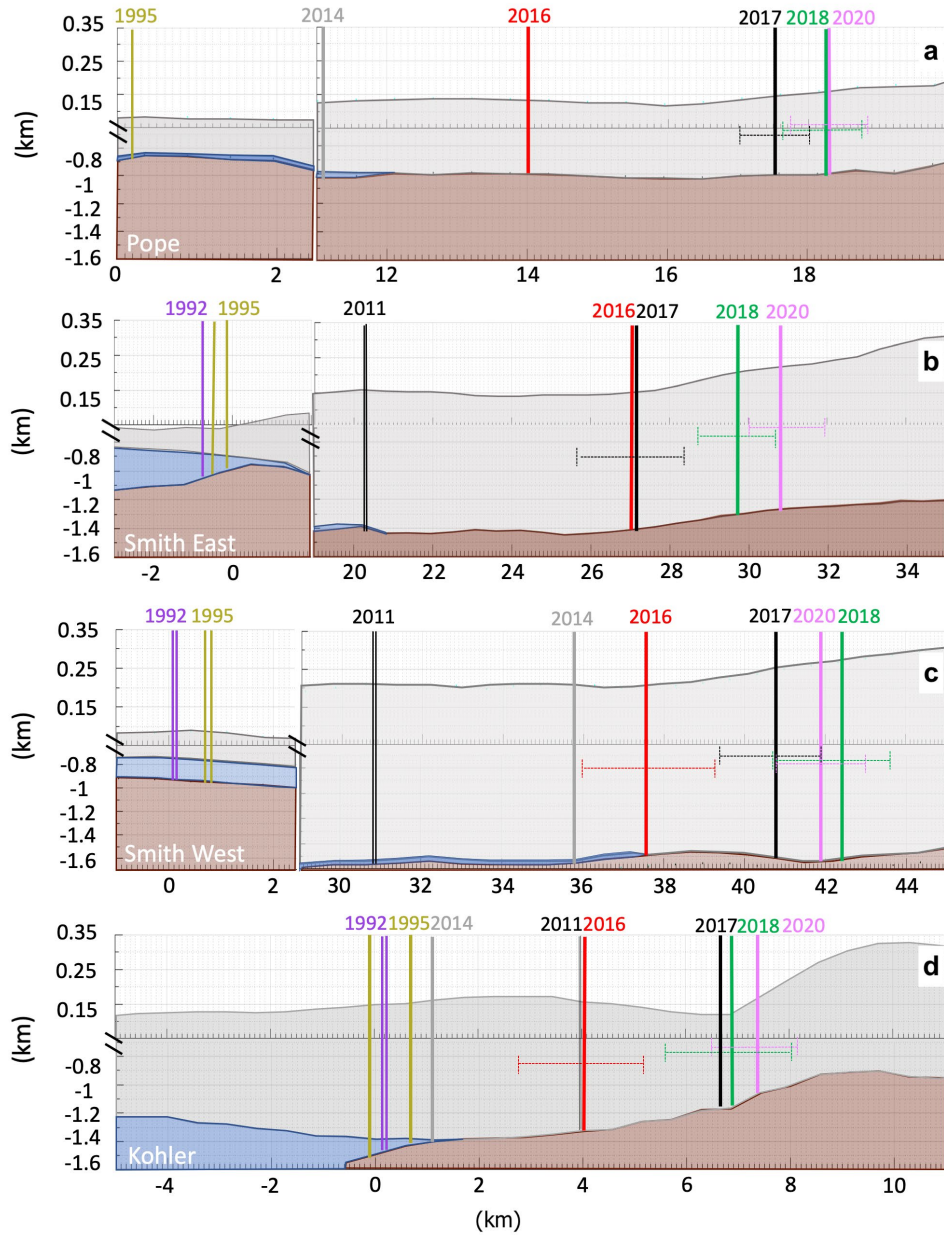 1995 2014 2016 2017 2018 2020
0.35
a
0.25
0.15
(km)
-0.8
-1
-1.2
-1.4
-1.6
Pope
0 2 12 14 16 18
1992 1995 2011 2016 2017 2018 2020
0.35
b
0.25
0.15
(km)
-0.8
-1
-1.2
-1.4
-1.6
Smith East
-2 0 20 22 24 26 28 30 32 34
1992 1995 2011 2014 2016 2017 2020 2018
0.35
c
0.25
0.15
(km)
-0.8
-1
-1.2
-1.4
-1.6
Smith West
0 2 30 32 34 36 38 40 42 44
1992 1995 2014 2011 2016 2017 2018 2020
0.35
d
0.25
0.15
(km)
-0.8
-1
-1.2
-1.4
-1.6
Kohler
-4 -2 0 2 4 6 8 10
(km)